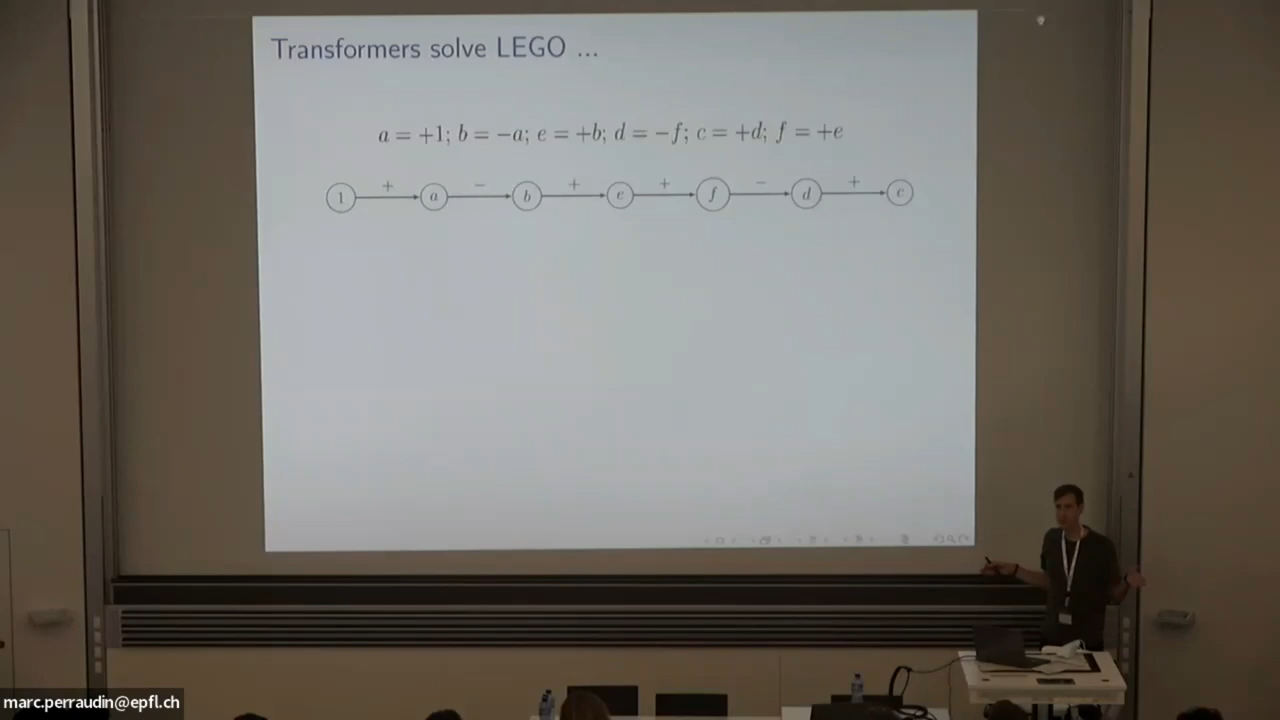 Transformers solve LEGO ...
a = +1; b = −a; e = +b; d = −f; c = +d; f = +e
+ − + + − +
1 a b e f d c
marc.perraudin@epfl.ch